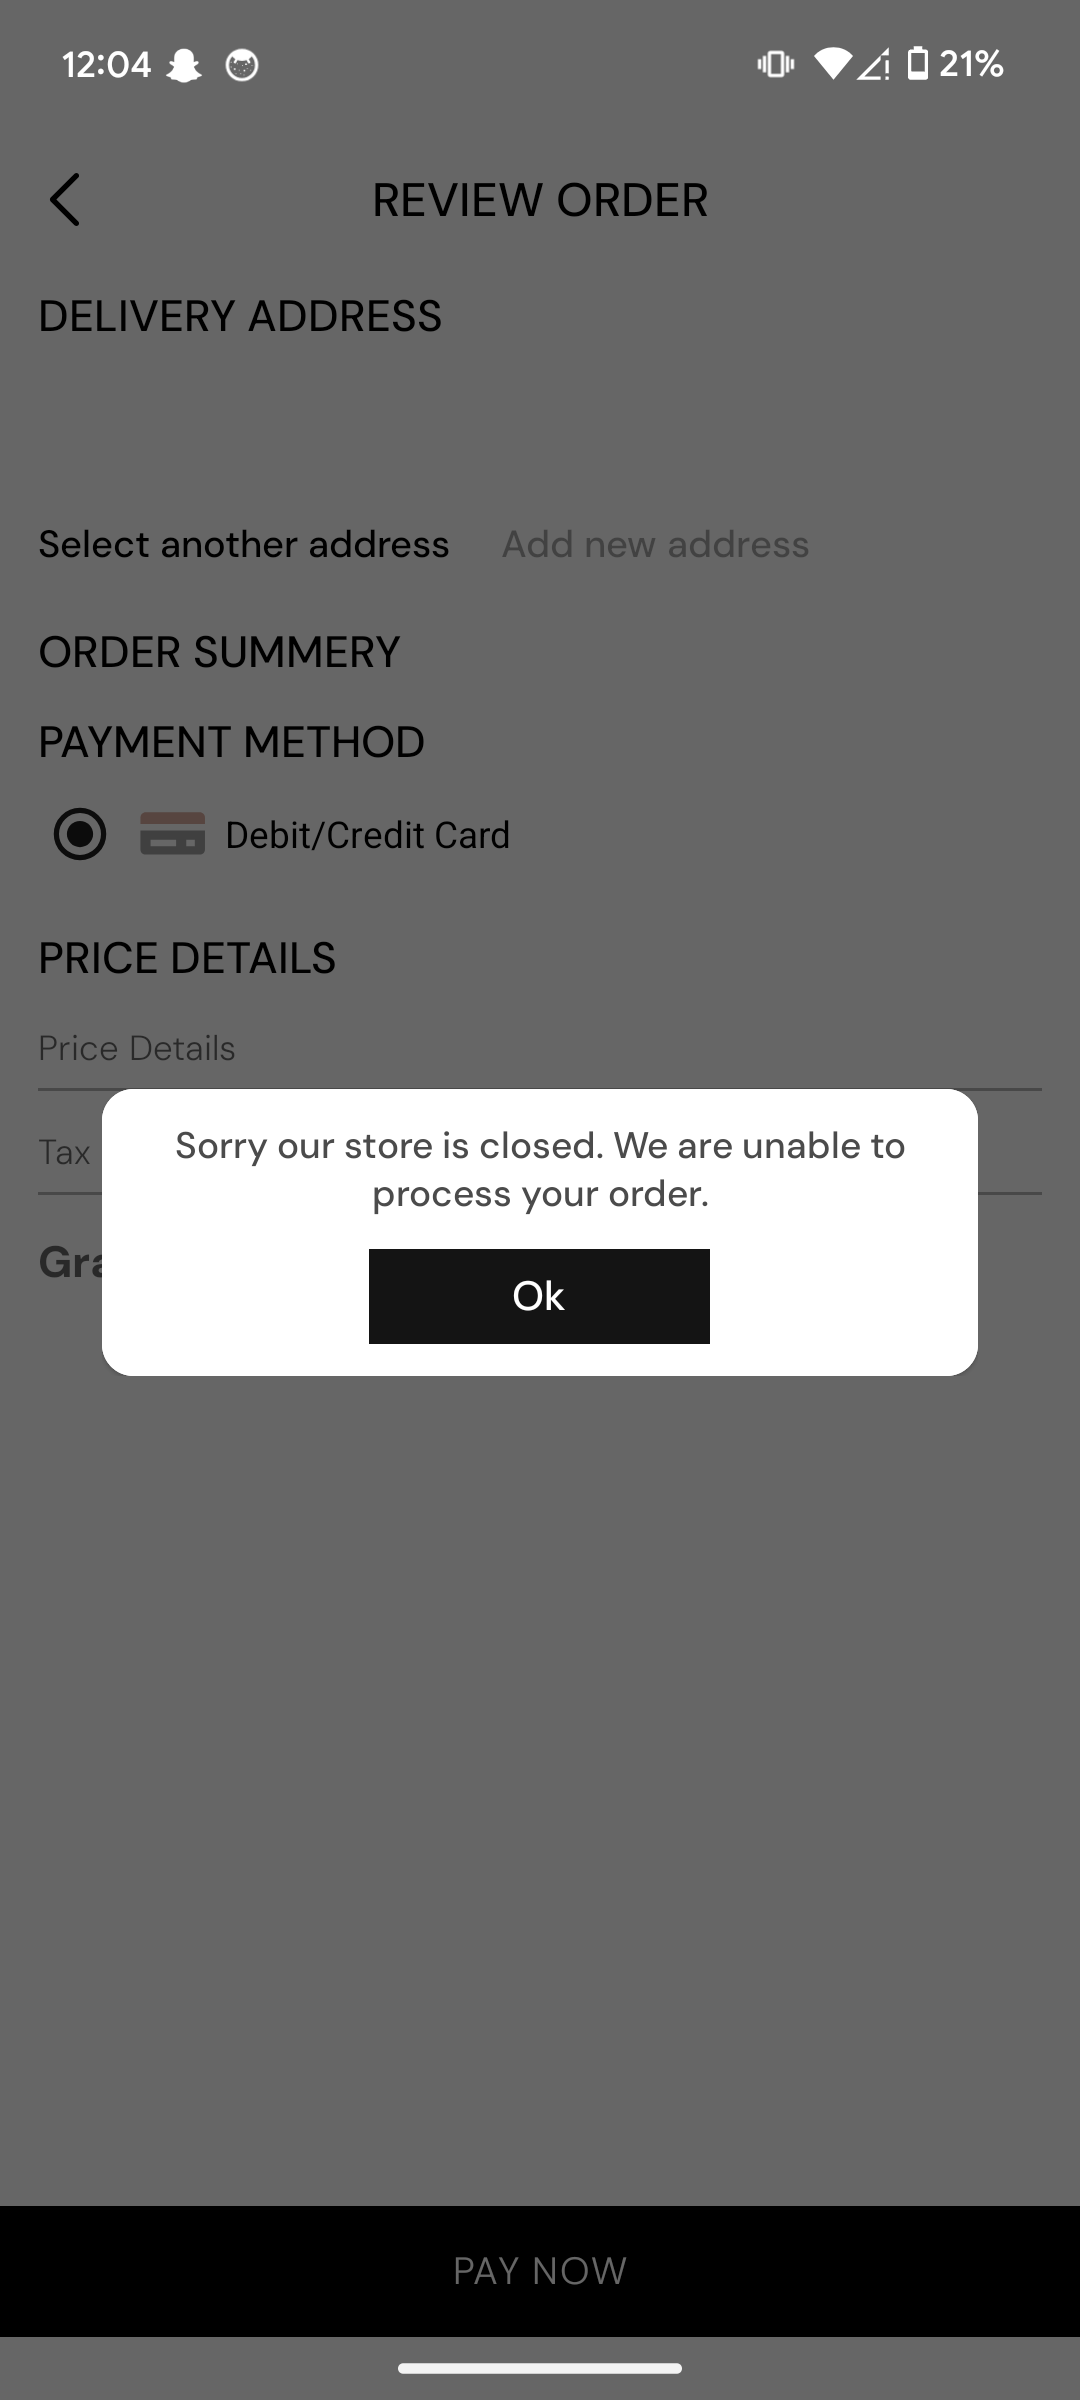 12:04
21%
REVIEW ORDER
DELIVERY ADDRESS
Select another address Add new address
ORDER SUMMERY
PAYMENT METHOD
Debit/Credit Card
PRICE DETAILS
Price Details
Sorry our store is closed. We are unable to
Tax
process your order.
Ok
PAY NOW